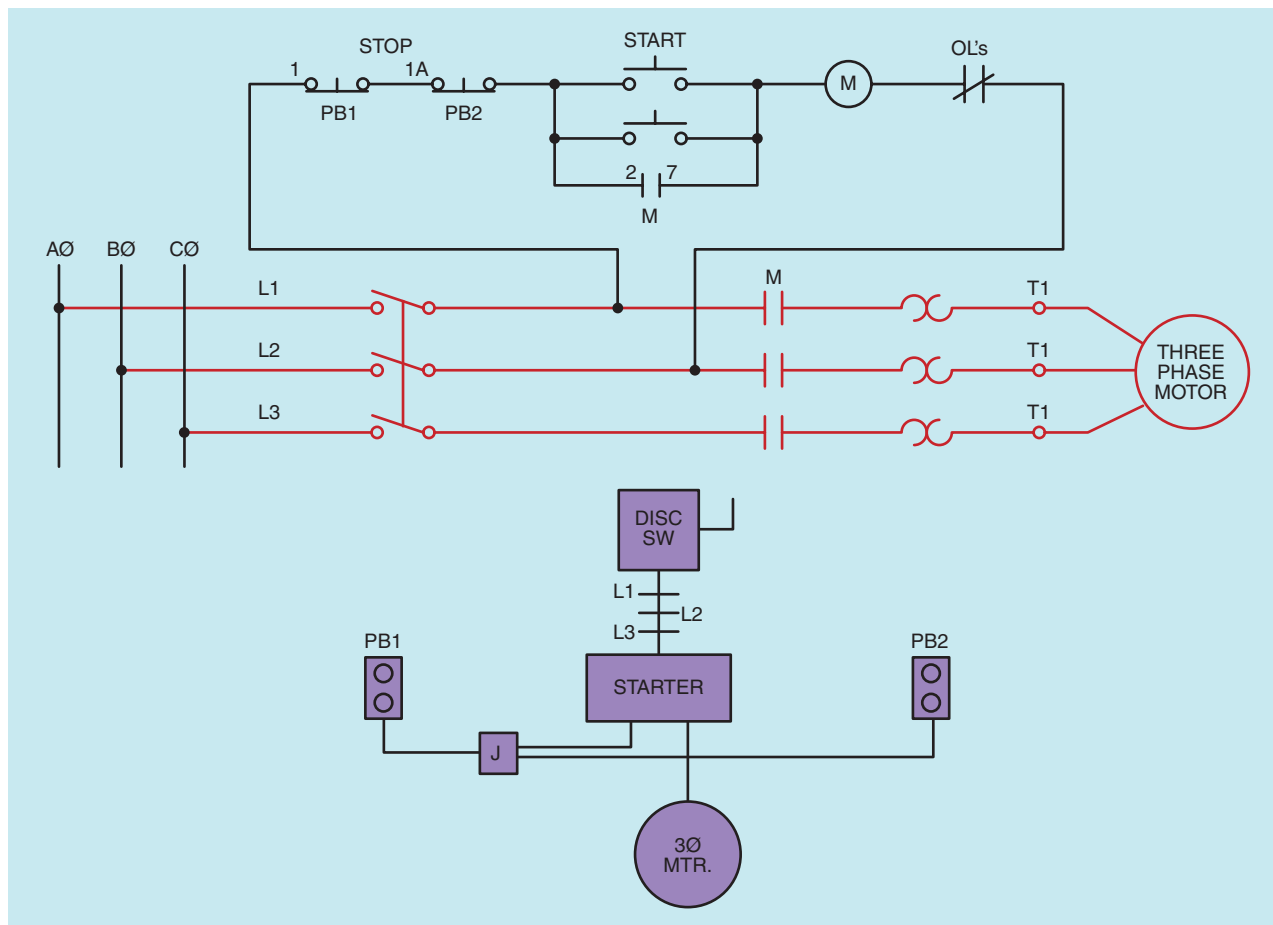 STOP
START
OL's
1
1A
M
PB1
PB2
2
7
M
AØ
BØ
CØ
L1
M
T1
L2
T1
THREE
PHASE
MOTOR
L3
T1
DISC
SW
L1
L2
L3
PB1
PB2
STARTER
J
3Ø
MTR.